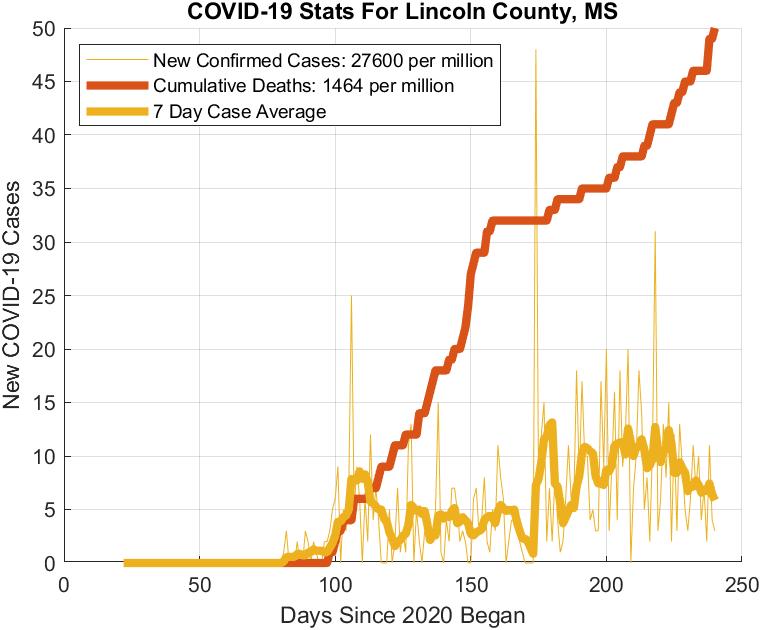 COVID-19 Stats For Lincoln County, MS
New Confirmed Cases: 27600 per million
Cumulative Deaths: 1464 per million
7 Day Case Average
New COVID-19 Cases
50
45
40
35
30
25
20
15
10
5
0
0 50 100 150 200 250
Days Since 2020 Began